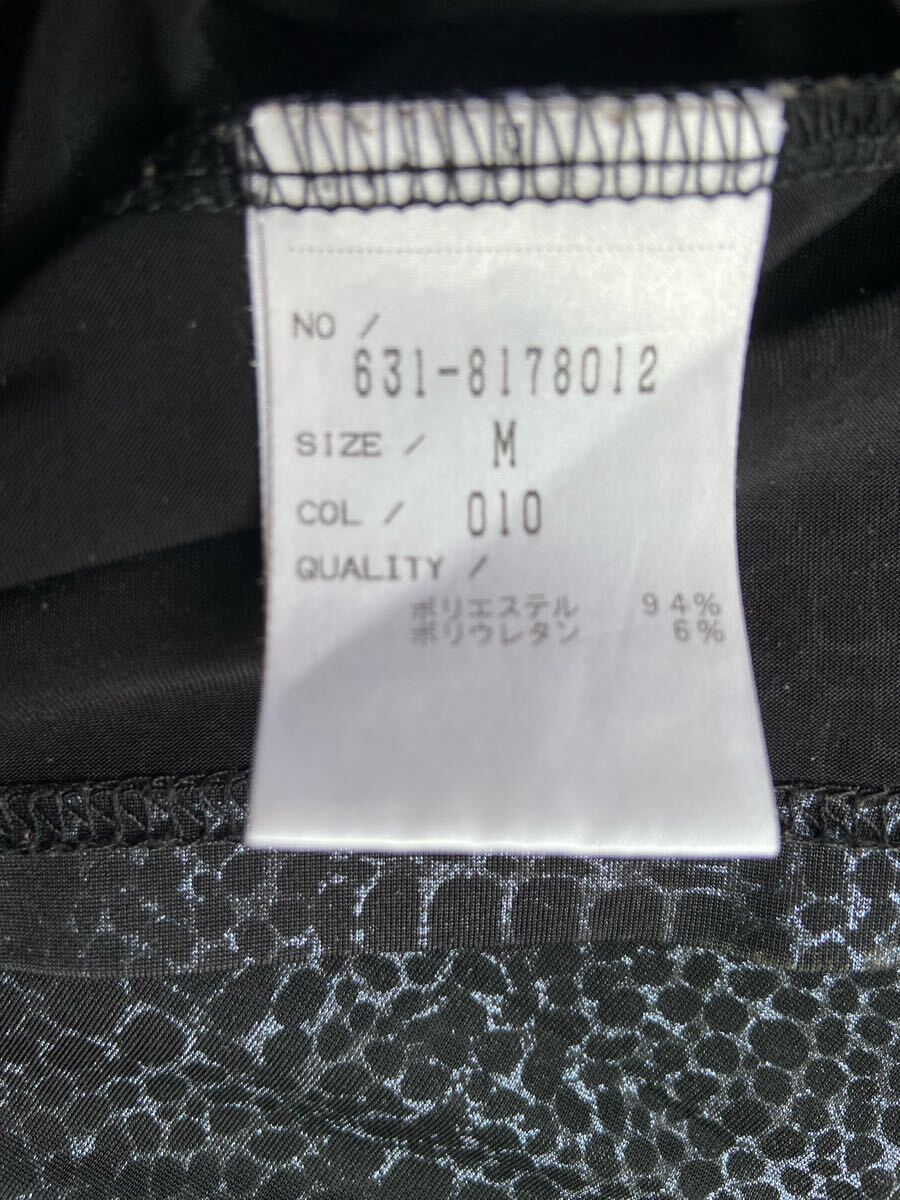 NO /
631-8178012
SIZE / M
COL / 010
QUALITY /
ポリエステル 94%
ポリウレタン 6%